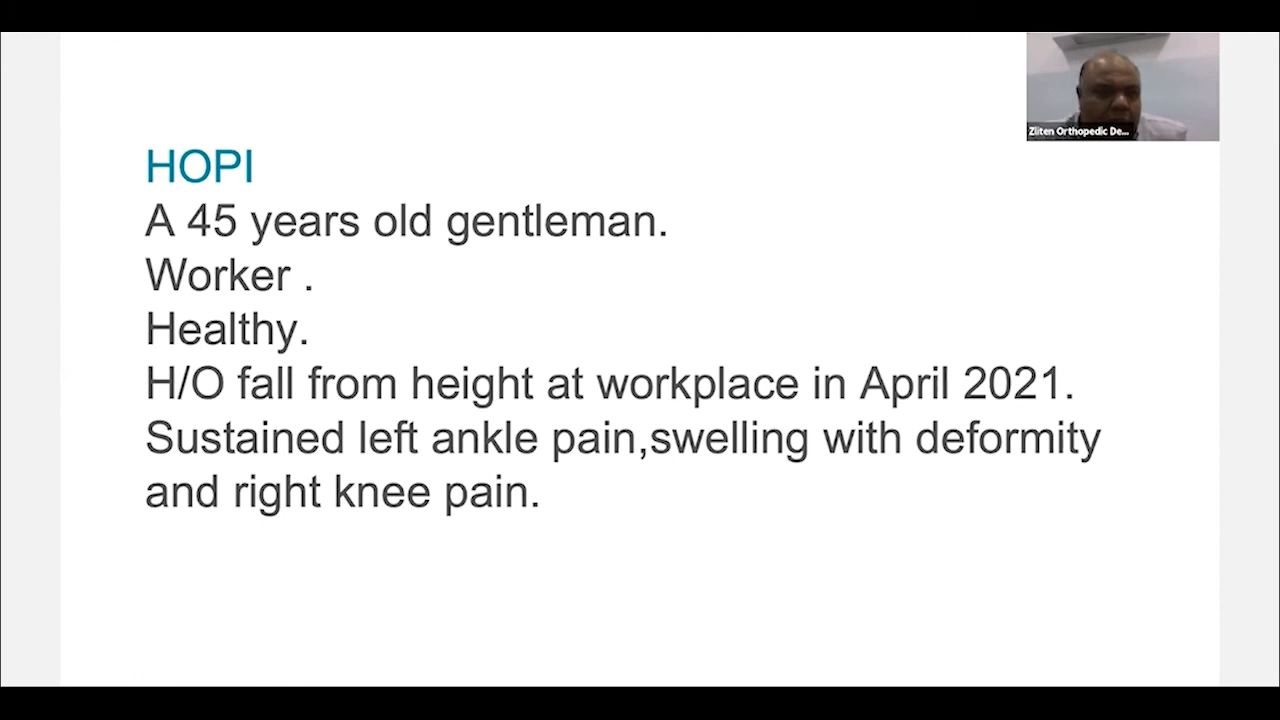 Zliten Orthopedic De...
HOPI
A 45 years old gentleman.
Worker .
Healthy.
H/O fall from height at workplace in April 2021.
Sustained left ankle pain,swelling with deformity
and right knee pain.